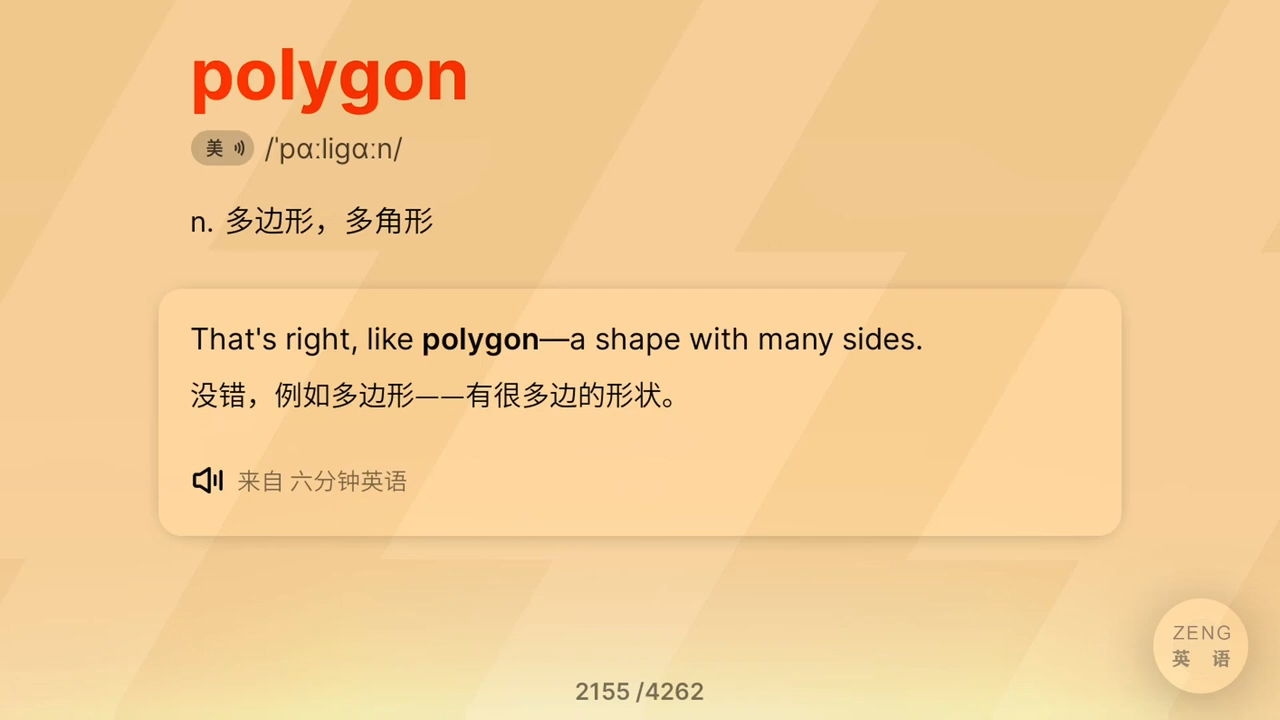 polygon
美 /ˈpɑːliɡɑːn/
n. 多边形，多角形
That's right, like polygon—a shape with many sides.
没错，例如多边形——有很多边的形状。
来自 六分钟英语
ZENG
英 语
2155 /4262